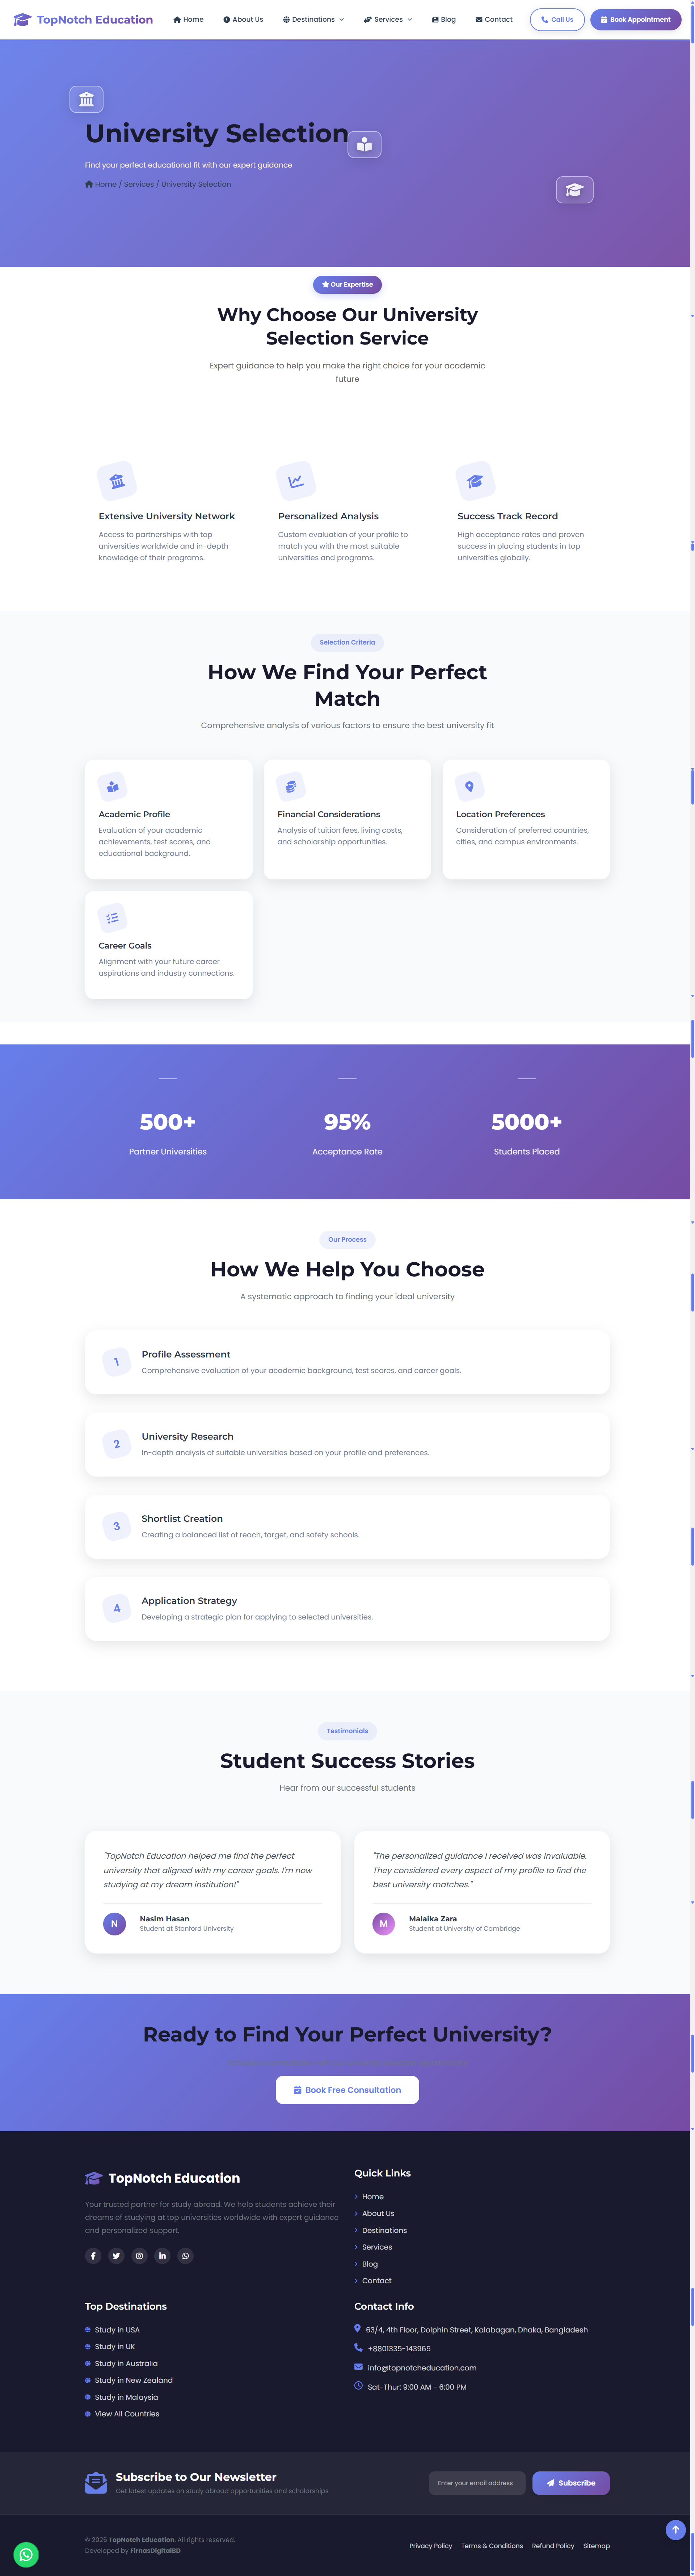 TopNotch Education
Home
About Us
Destinations
Services
Blog
Contact
Call Us
Book Appointment
University Selection
Find your perfect educational fit with our expert guidance
Home / Services / University Selection
Our Expertise
Why Choose Our University
Selection Service
Expert guidance to help you make the right choice for your academic
future
Extensive University Network
Access to partnerships with top
universities worldwide and in-depth
knowledge of their programs.
Personalized Analysis
Custom evaluation of your profile to
match you with the most suitable
universities and programs.
Success Track Record
High acceptance rates and proven
success in placing students in top
universities globally.
Selection Criteria
How We Find Your Perfect
Match
Comprehensive analysis of various factors to ensure the best university fit
Academic Profile
Evaluation of your academic
achievements, test scores, and
educational background.
Financial Considerations
Analysis of tuition fees, living costs,
and scholarship opportunities.
Location Preferences
Consideration of preferred countries,
cities, and campus environments.
Career Goals
Alignment with your future career
aspirations and industry connections.
500+
Partner Universities
95%
Acceptance Rate
5000+
Students Placed
Our Process
How We Help You Choose
A systematic approach to finding your ideal university
1
Profile Assessment
Comprehensive evaluation of your academic background, test scores, and career goals.
2
University Research
In-depth analysis of suitable universities based on your profile and preferences.
3
Shortlist Creation
Creating a balanced list of reach, target, and safety schools.
4
Application Strategy
Developing a strategic plan for applying to selected universities.
Testimonials
Student Success Stories
Hear from our successful students
"TopNotch Education helped me find the perfect
university that aligned with my career goals. I'm now
studying at my dream institution!"
N
Nasim Hasan
Student at Stanford University
"The personalized guidance I received was invaluable.
They considered every aspect of my profile to find the
best university matches."
M
Malaika Zara
Student at University of Cambridge
Ready to Find Your Perfect University?
Book Free Consultation
TopNotch Education
Your trusted partner for study abroad. We help students achieve their
dreams of studying at top universities worldwide with expert guidance
and personalized support.
Quick Links
Home
About Us
Destinations
Services
Blog
Contact
Top Destinations
Study in USA
Study in UK
Study in Australia
Study in New Zealand
Study in Malaysia
View All Countries
Contact Info
63/4, 4th Floor, Dolphin Street, Kalabagan, Dhaka, Bangladesh
+8801335-143965
info@topnotcheducation.com
Sat-Thur: 9:00 AM - 6:00 PM
Subscribe to Our Newsletter
Get latest updates on study abroad opportunities and scholarships
Enter your email address
Subscribe
© 2025 TopNotch Education. All rights reserved.
Developed by FirnasDigitalBD
Privacy Policy
Terms & Conditions
Refund Policy
Sitemap